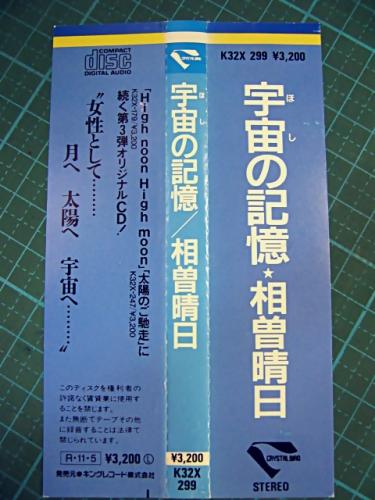 K32X 299 ¥3,200
宇宙の記憶★相曽晴日
ほし
CRYSTAL BIRD
STEREO
CRYSTAL BIRD
宇宙の記憶/相曽晴日
ほし
¥3,200
K32X
299
COMPACT
disc
DIGITAL AUDIO
「High noon High moon」「太陽のご馳走」に
K32X-179/¥3,200
K32X-247/¥3,200
続く第3弾オリジナルCD!
"女性として………
月へ 太陽へ 宇宙へ………"
このディスクを権利者の
許諾なく賃貸業に使用す
ることを禁じます。
また無断でテープその他
に録音することは法律で
禁じられています。
R・11・5 ¥3,200 Ⓛ
発売元●キングレコード株式会社